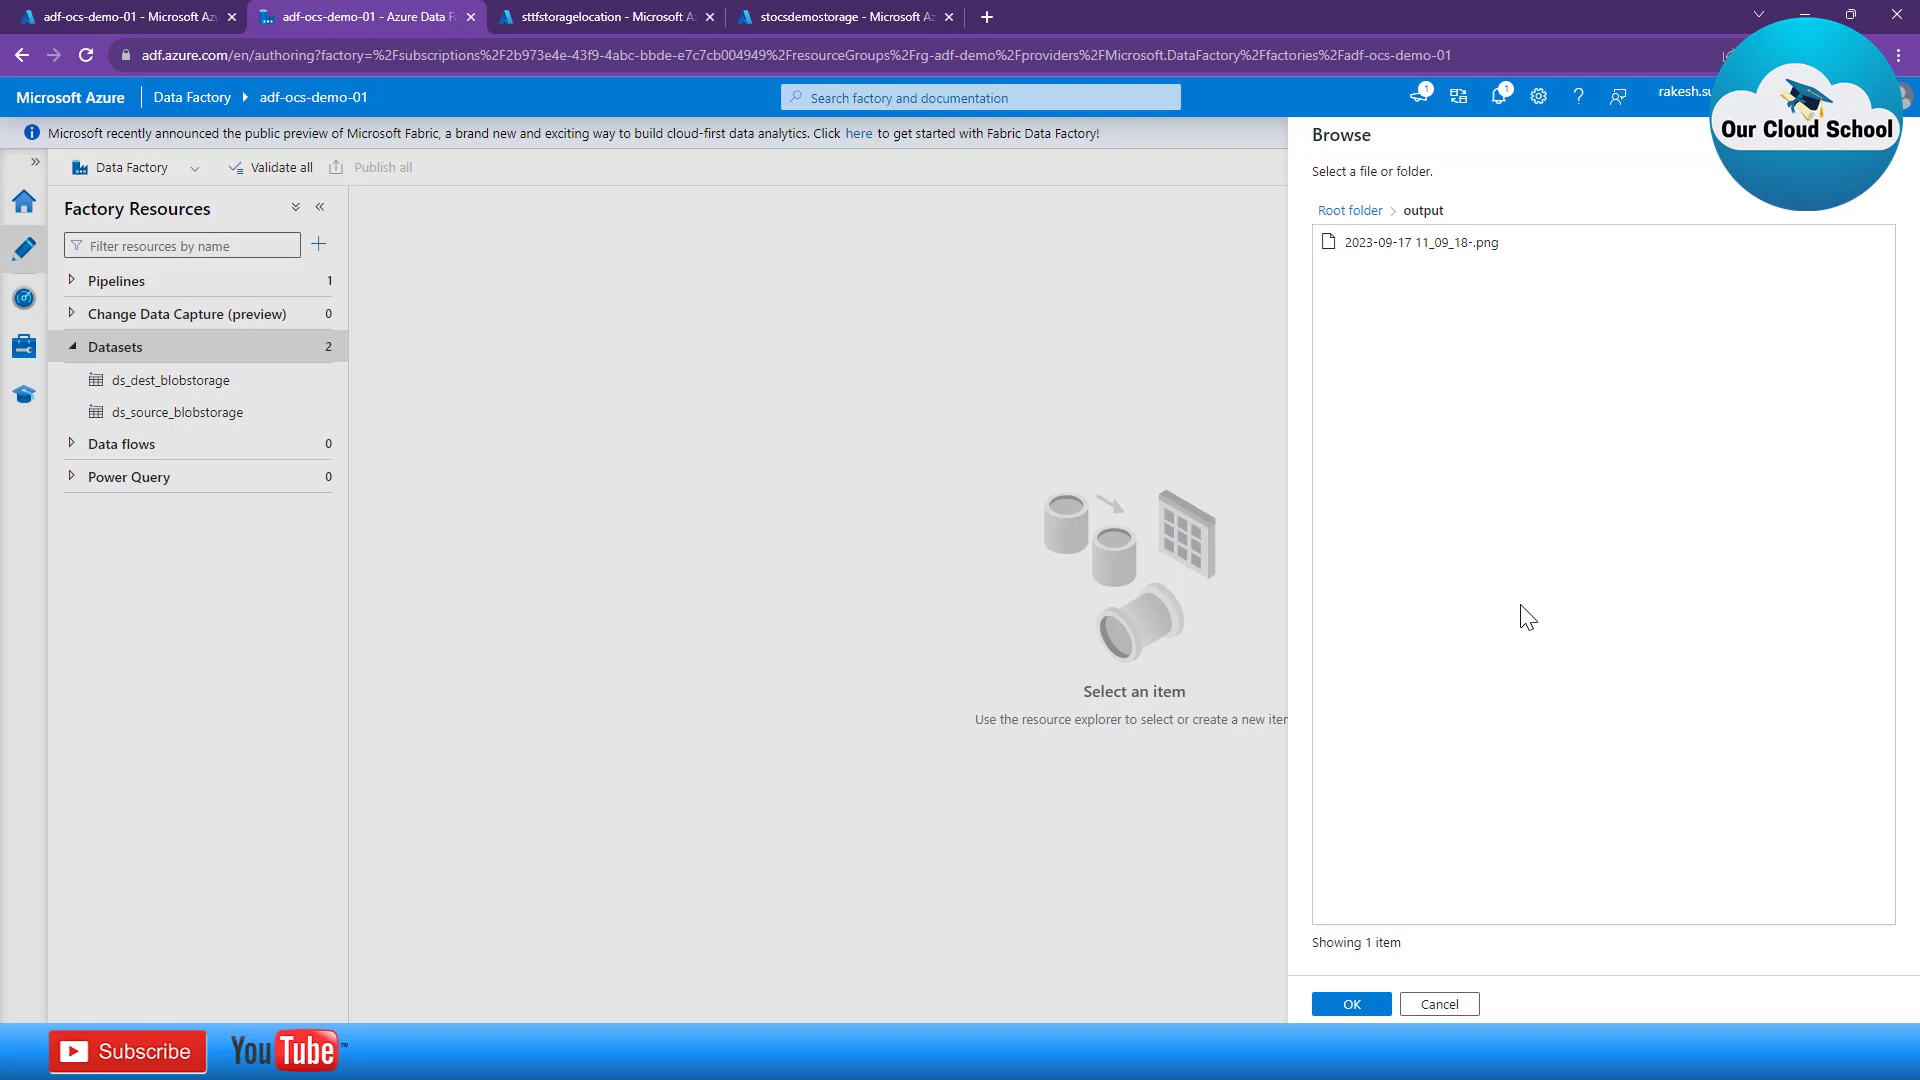 adf-ocs-demo-01 - Microsoft Azu
adf-ocs-demo-01 - Azure Data F
sttfstoragelocation - Microsoft A
stocsdemostorage - Microsoft Az
adf.azure.com/en/authoring?factory=%2Fsubscriptions%2F2b973e4e-43f9-4abc-bbde-e7c7cb004949%2FresourceGroups%2Frg-adf-demo%2Fproviders%2FMicrosoft.DataFactory%2Ffactories%2Fadf-ocs-demo-01
Microsoft Azure
Data Factory
adf-ocs-demo-01
Search factory and documentation
1
1
rakesh.su
Our Cloud School
Microsoft recently announced the public preview of Microsoft Fabric, a brand new and exciting way to build cloud-first data analytics. Click here to get started with Fabric Data Factory!
Data Factory
Validate all
Publish all
Factory Resources
Filter resources by name
Pipelines 1
Change Data Capture (preview) 0
Datasets 2
ds_dest_blobstorage
ds_source_blobstorage
Data flows 0
Power Query 0
Select an item
Use the resource explorer to select or create a new iter
Browse
Select a file or folder.
Root folder > output
2023-09-17 11_09_18-.png
Showing 1 item
OK
Cancel
Subscribe
YouTube™